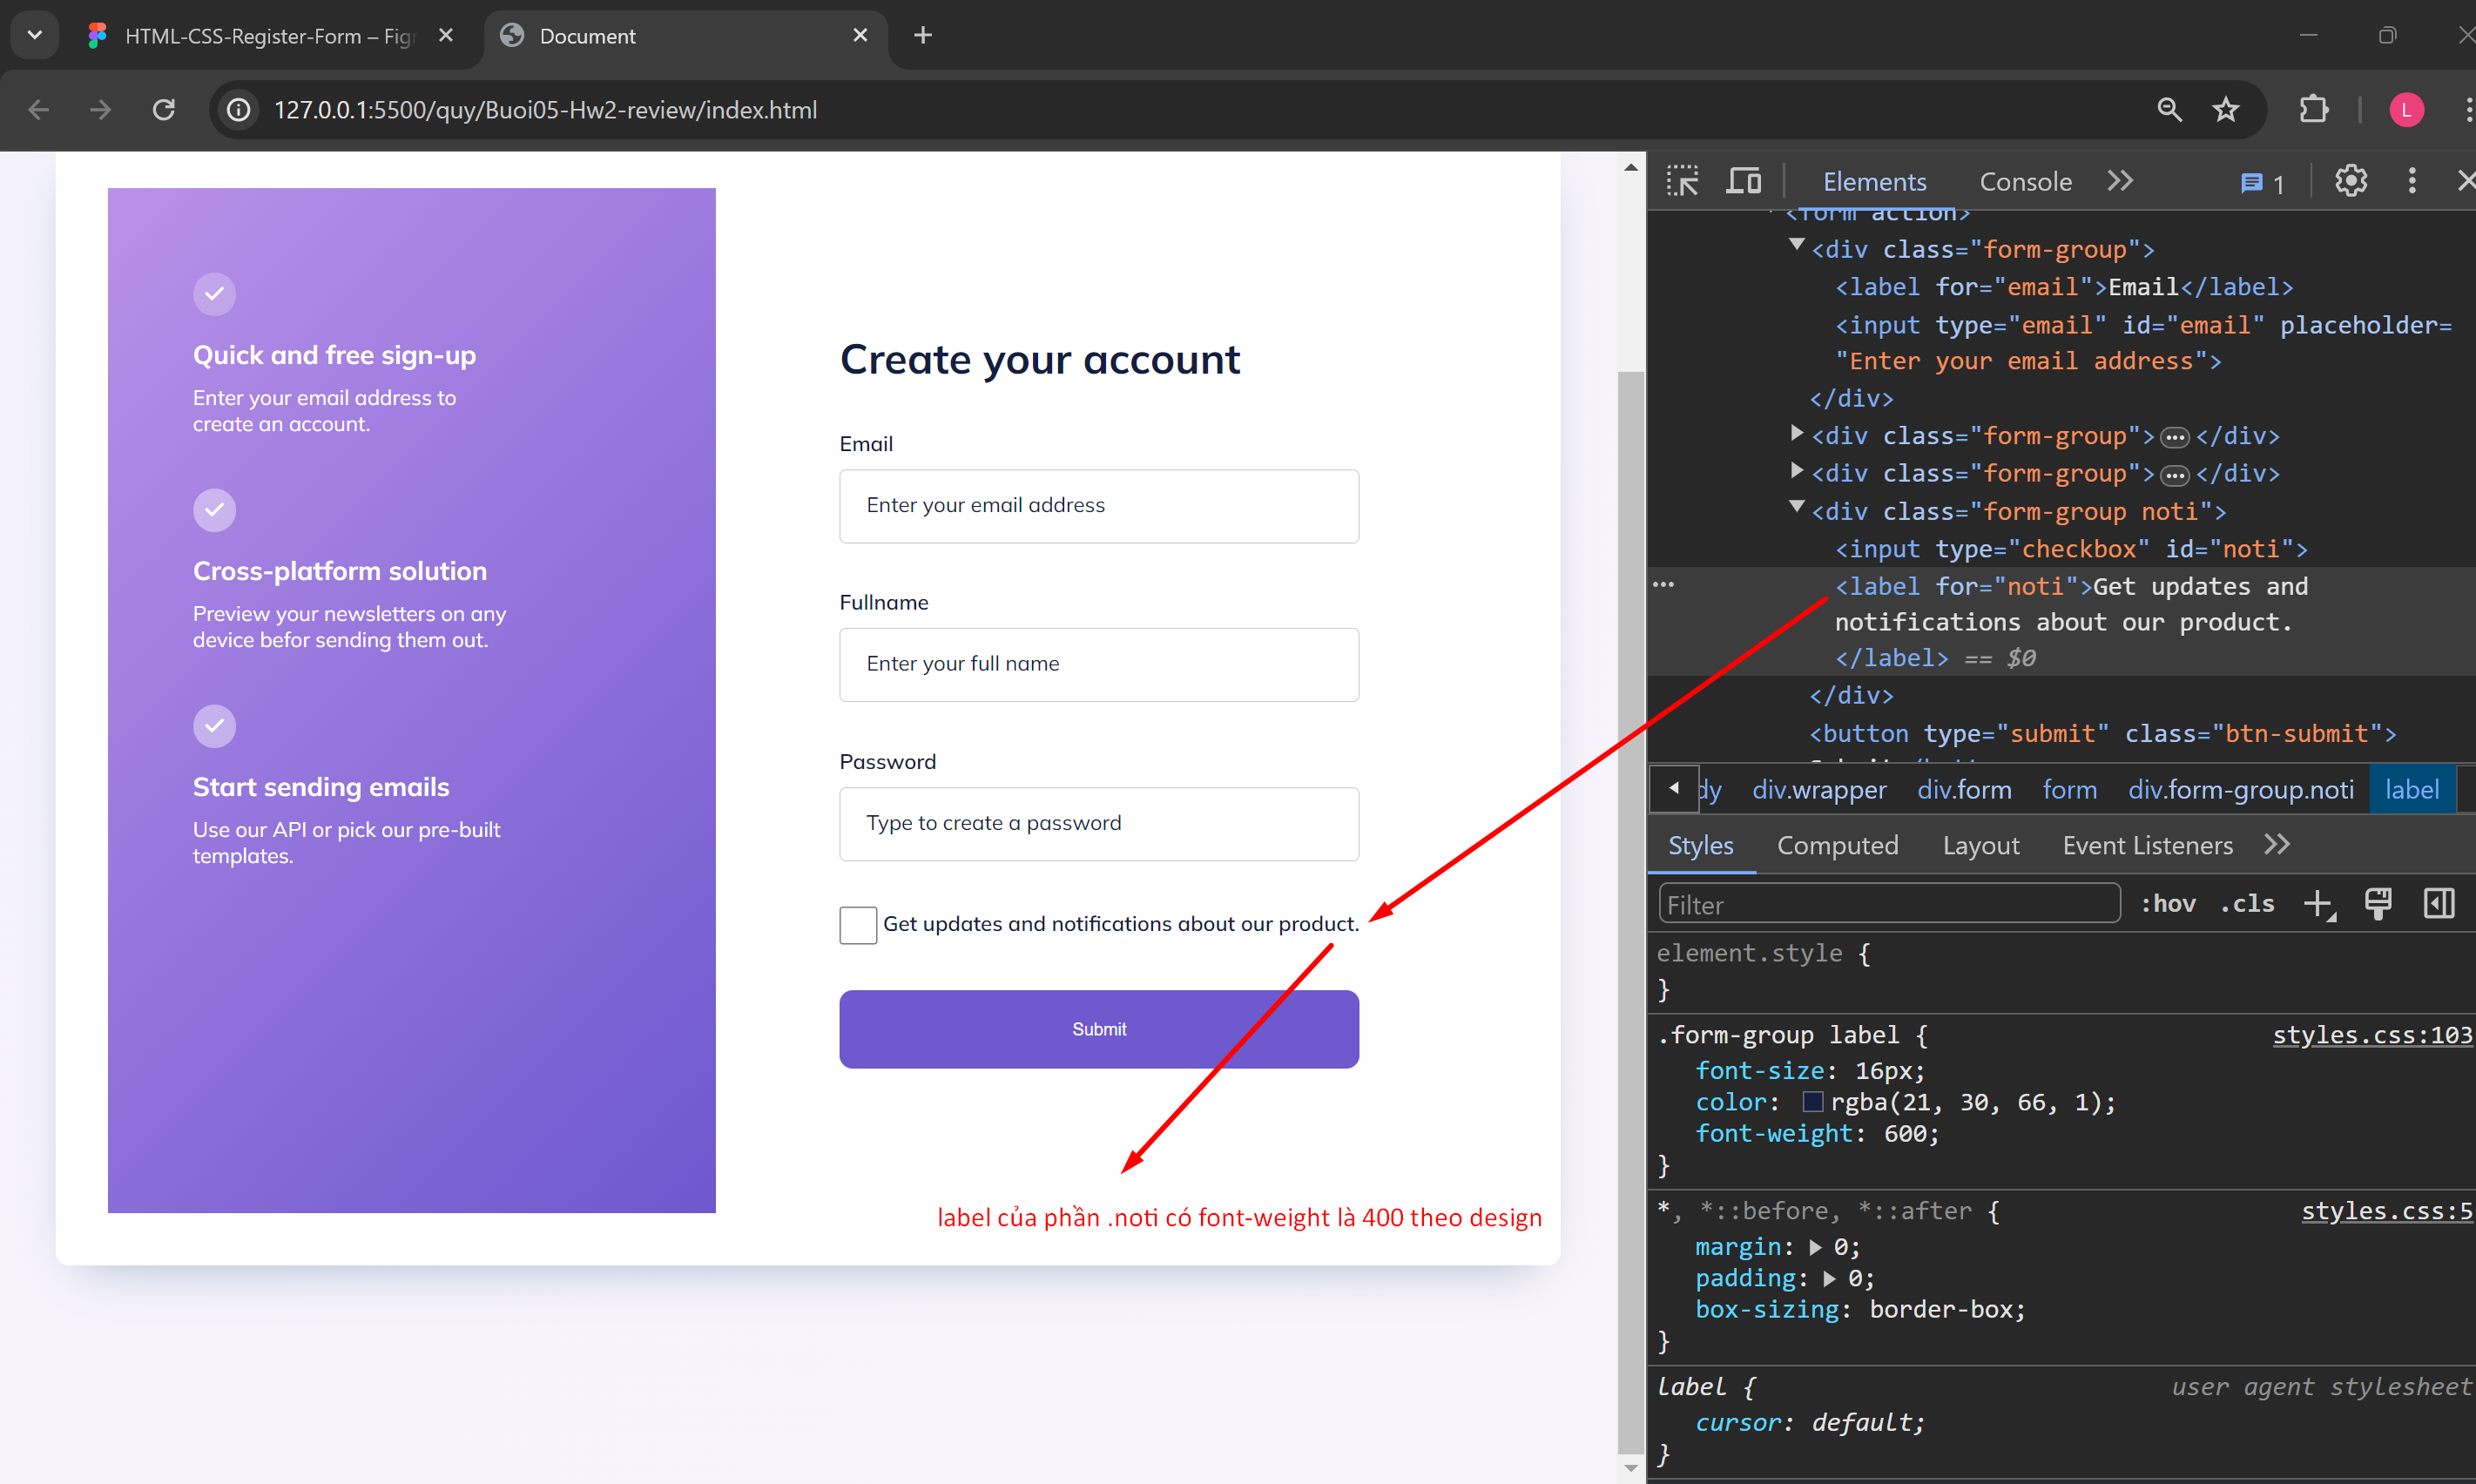 HTML-CSS-Register-Form – Fig
Document
127.0.0.1:5500/quy/Buoi05-Hw2-review/index.html
L
Quick and free sign-up
Enter your email address to
create an account.
Cross-platform solution
Preview your newsletters on any
device befor sending them out.
Start sending emails
Use our API or pick our pre-built
templates.
Create your account
Email
Enter your email address
Fullname
Enter your full name
Password
Type to create a password
Get updates and notifications about our product.
Submit
label của phần .noti có font-weight là 400 theo design
Elements
Console
1
<form action>
<div class="form-group">
<label for="email">Email</label>
<input type="email" id="email" placeholder=
"Enter your email address">
</div>
<div class="form-group">…</div>
<div class="form-group">…</div>
<div class="form-group noti">
<input type="checkbox" id="noti">
<label for="noti">Get updates and
notifications about our product.
</label> == $0
</div>
<button type="submit" class="btn-submit">
dy div.wrapper div.form form div.form-group.noti label
Styles Computed Layout Event Listeners
Filter :hov .cls
element.style {
}
.form-group label { styles.css:103
font-size: 16px;
color: rgba(21, 30, 66, 1);
font-weight: 600;
}
*, *::before, *::after { styles.css:5
margin: 0;
padding: 0;
box-sizing: border-box;
}
label { user agent stylesheet
cursor: default;
}